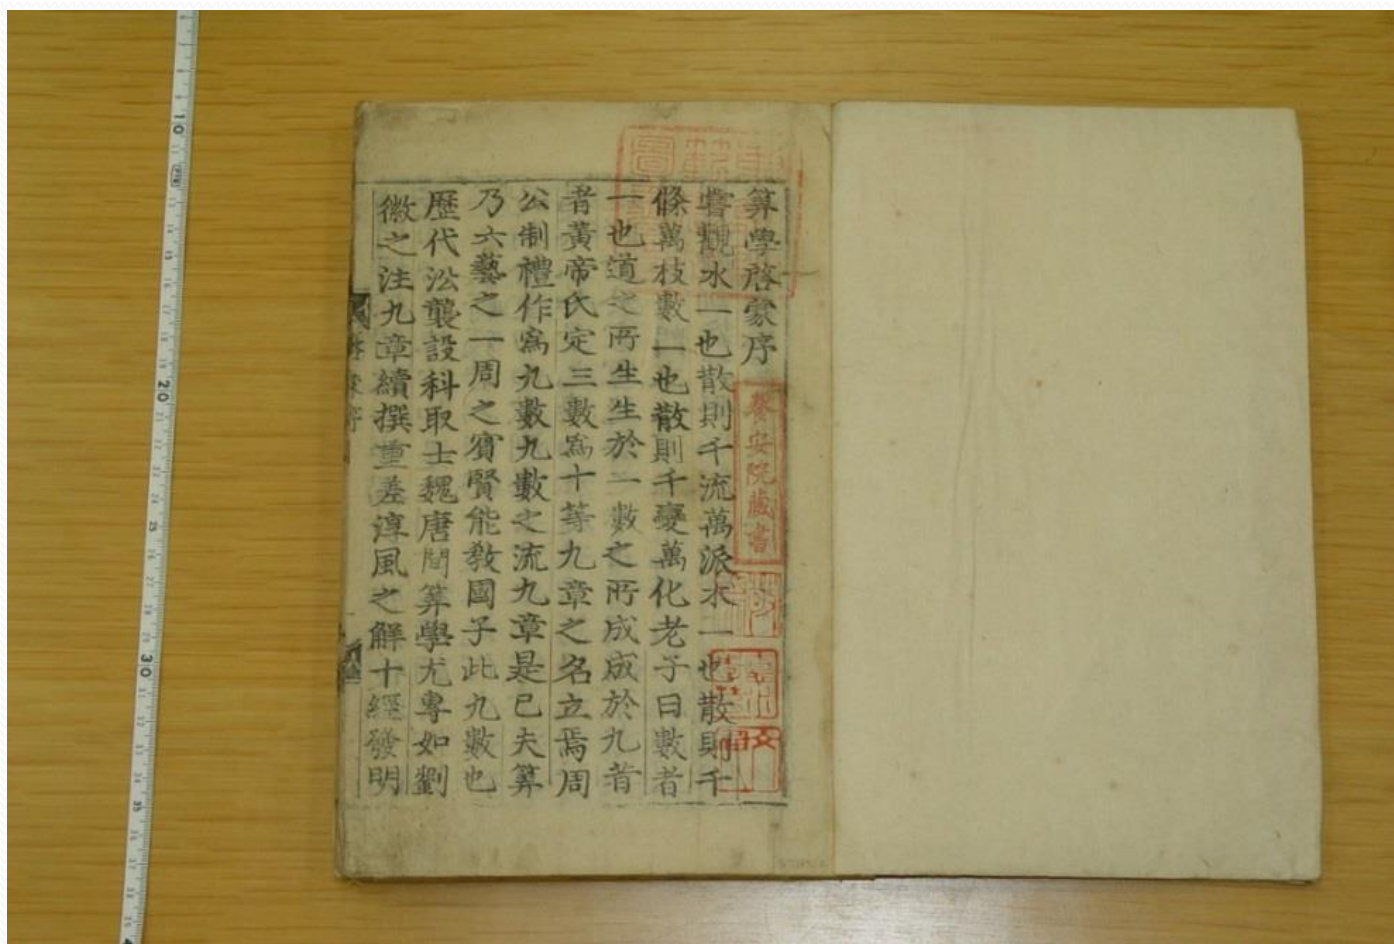 算學啓蒙序
嘗觀水一也散則千流萬派木一也散則千
條萬枝數一也散則千變萬化老子曰數者
一也道之所生生於一數之所成成於九昔
者黃帝氏定三數爲十等九章之名立焉周
公制禮作爲九數九數之流九章是已夫算
乃六藝之一周之賓賢能敎國子此九數也
歷代沿襲設科取士魏唐間算學尤專如劉
徽之注九章續撰重差淳風之解十經發明
養安院藏書
10
20
30